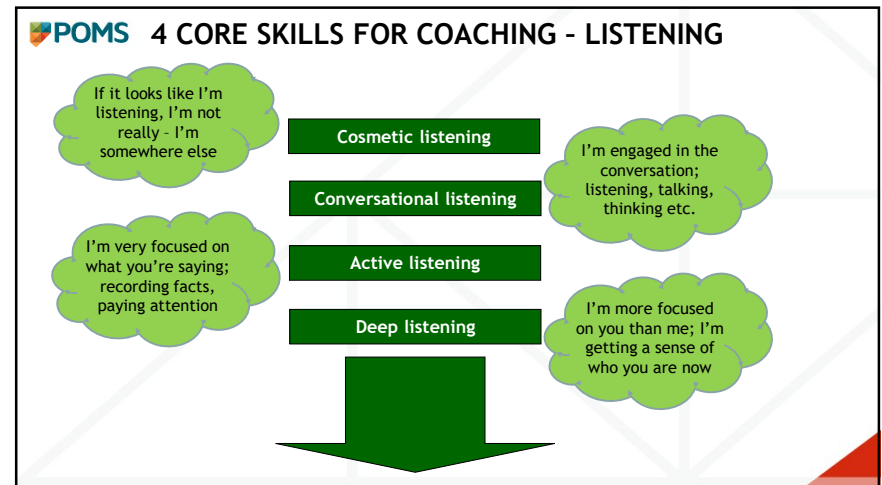 POMS 4 CORE SKILLS FOR COACHING – LISTENING
If it looks like I'm
listening, I'm not
really – I'm
somewhere else
Cosmetic listening
I'm engaged in the
conversation;
listening, talking,
thinking etc.
Conversational listening
I'm very focused on
what you're saying;
recording facts,
paying attention
Active listening
Deep listening
I'm more focused
on you than me; I'm
getting a sense of
who you are now